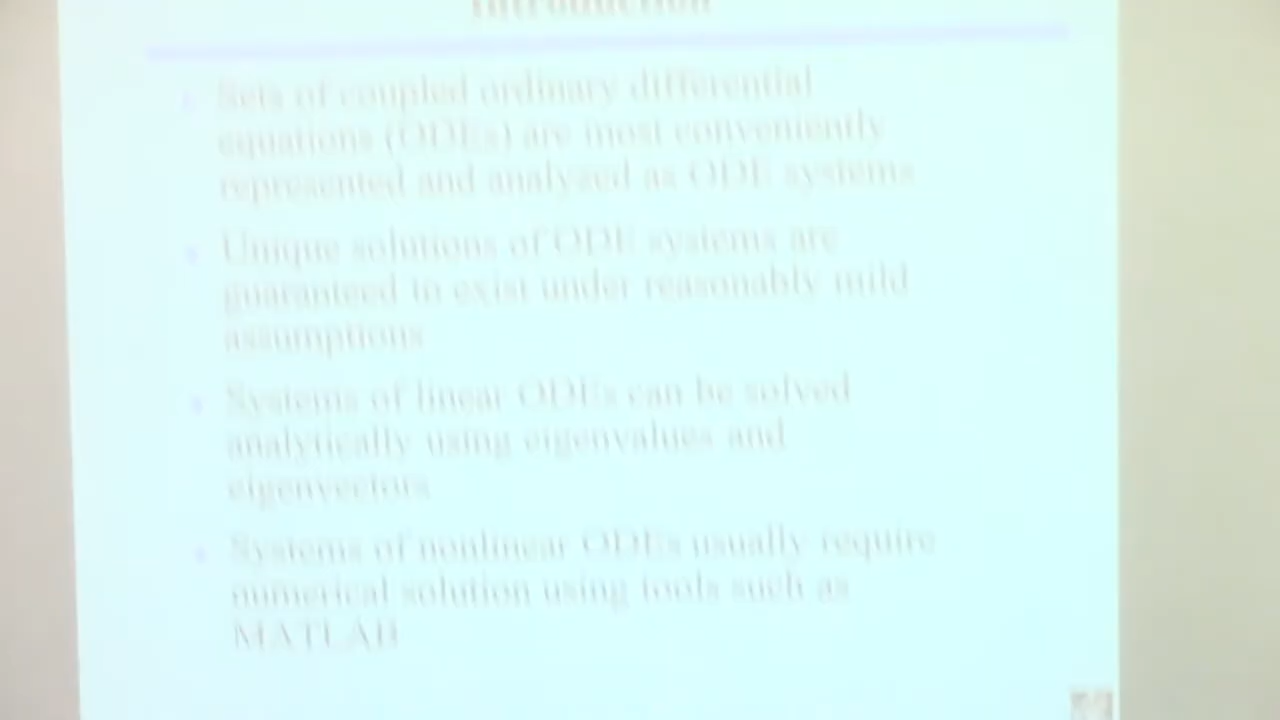 Introduction
Sets of coupled ordinary differential
equations (ODEs) are most conveniently
represented and analyzed as ODE systems
Unique solutions of ODE systems are
guaranteed to exist under reasonably mild
assumptions
Systems of linear ODEs can be solved
analytically using eigenvalues and
eigenvectors
Systems of nonlinear ODEs usually require
numerical solution using tools such as
MATLAB